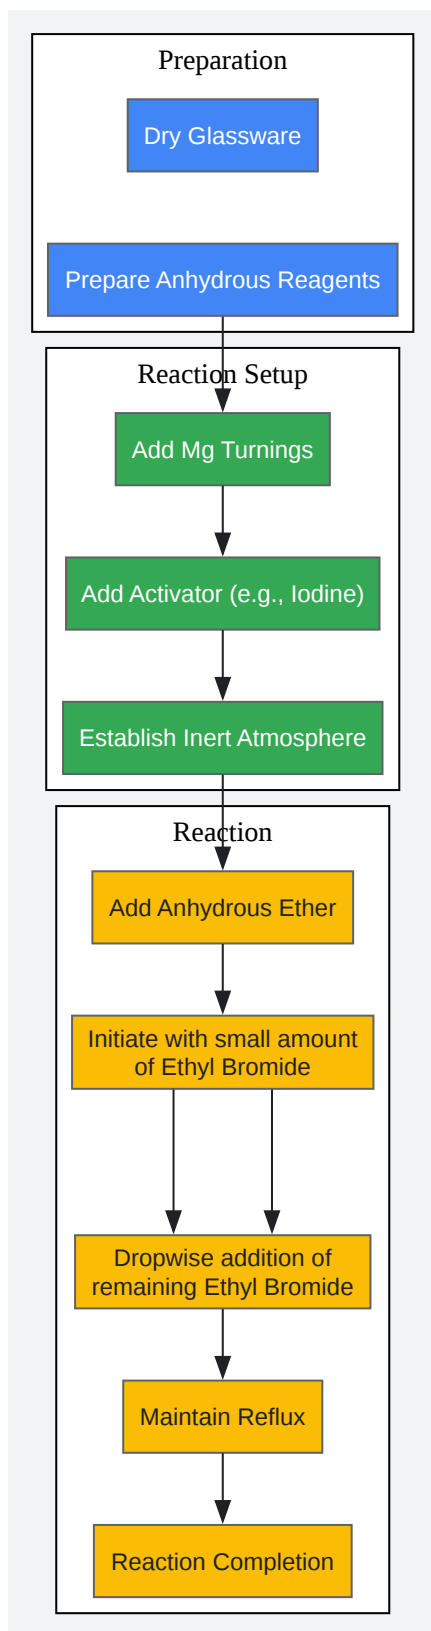 Preparation
Dry Glassware
Prepare Anhydrous Reagents
Reaction Setup
Add Mg Turnings
Add Activator (e.g., Iodine)
Establish Inert Atmosphere
Reaction
Add Anhydrous Ether
Initiate with small amount
of Ethyl Bromide
Dropwise addition of
remaining Ethyl Bromide
Maintain Reflux
Reaction Completion